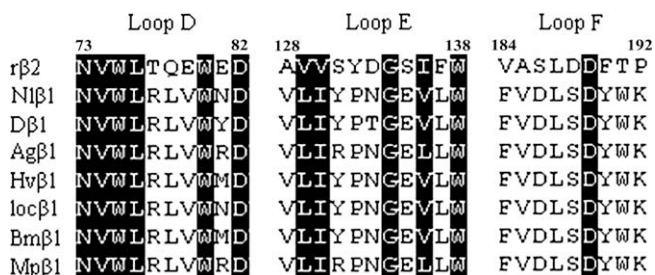 Loop D Loop E Loop F
73 82 128 138 184 192
rβ2 NVWLTQEWED AVVSYDGSIFW VASLDDFTP
Nlβ1 NVWLRLVWND VLIYPNGEVLW FVDLSDYWK
Dβ1 NVWLRLVWYD VLIYPTGEVLW FVDLSDYWK
Agβ1 NVWLRLVWRD VLIRPNGELLW FVDLSDYWK
Hvβ1 NVWLRLVWMD VLIYPNGEVLW FVDLSDYWK
locβ1 NVWLRLVWND VLIYPNGEVLW FVDLSDYWK
Bmβ1 NVWLRLVWMD VLIYPNGEVLW FVDLSDYWK
Mpβ1 NVWLRLVWRD VLIRPNGELLW FVDLSDYWK